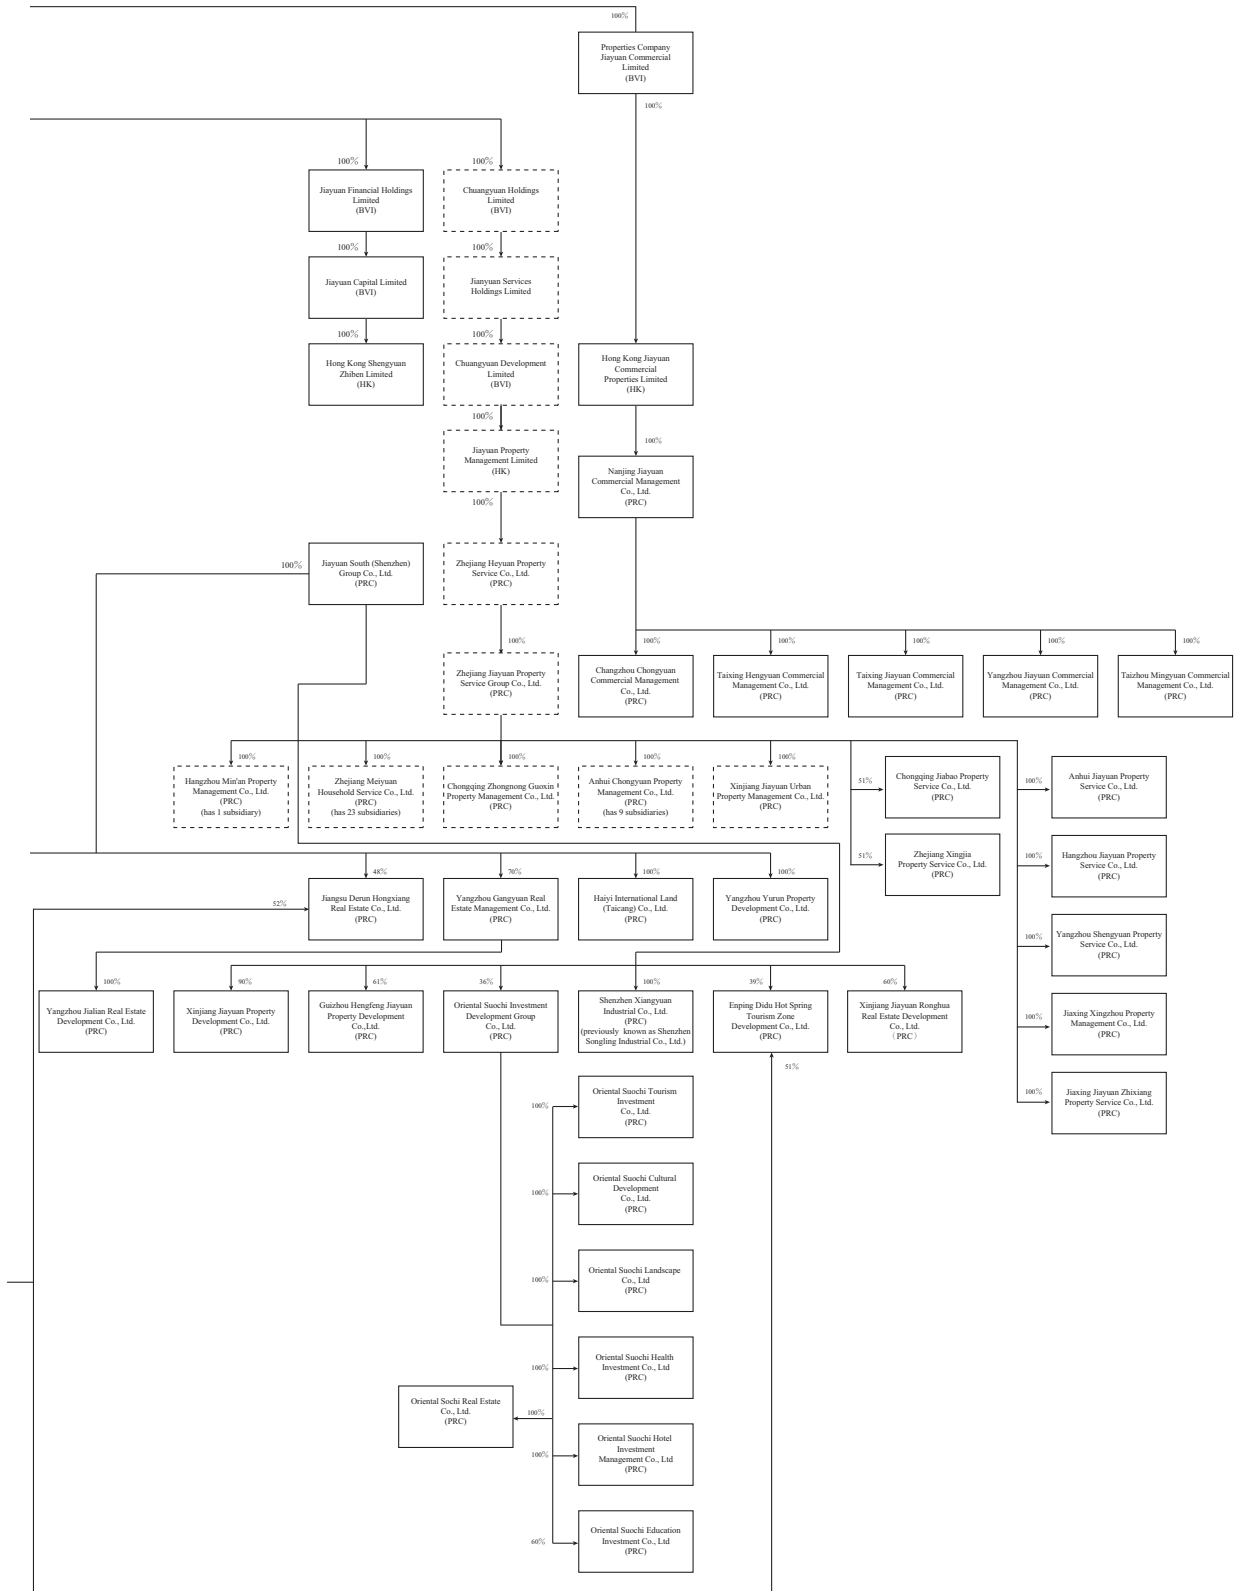 100%
Properties Company
Jiayuan Commercial
Limited
(BVI)
100%
100%
100%
Jiayuan Financial Holdings
Limited
(BVI)
Chuangyuan Holdings
Limited
(BVI)
100%
100%
Jiayuan Capital Limited
(BVI)
Jianyuan Services
Holdings Limited
100%
100%
Hong Kong Shengyuan
Zhiben Limited
(HK)
Chuangyuan Development
Limited
(BVI)
Hong Kong Jiayuan
Commercial
Properties Limited
(HK)
100%
100%
Jiayuan Property
Management Limited
(HK)
Nanjing Jiayuan
Commercial Management
Co., Ltd.
(PRC)
100%
100%
Jiayuan South (Shenzhen)
Group Co., Ltd.
(PRC)
Zhejiang Heyuan Property
Service Co., Ltd.
(PRC)
100%
100%
100%
100%
100%
100%
Zhejiang Jiayuan Property
Service Group Co., Ltd.
(PRC)
Changzhou Chongyuan
Commercial Management
Co., Ltd.
(PRC)
Taixing Hengyuan Commercial
Management Co., Ltd.
(PRC)
Taixing Jiayuan Commercial
Management Co., Ltd.
(PRC)
Yangzhou Jiayuan Commercial
Management Co., Ltd.
(PRC)
Taizhou Mingyuan Commercial
Management Co., Ltd.
(PRC)
100%
100%
100%
100%
100%
Hangzhou Min'an Property
Management Co., Ltd.
(PRC)
(has 1 subsidiary)
Zhejiang Meiyuan
Household Service Co., Ltd.
(PRC)
(has 23 subsidiaries)
Chongqing Zhongnong Guoxin
Property Management Co., Ltd.
(PRC)
Anhui Chongyuan Property
Management Co., Ltd.
(PRC)
(has 9 subsidiaries)
Xinjiang Jiayuan Urban
Property Management Co., Ltd.
(PRC)
51%
Chongqing Jiabao Property
Service Co., Ltd.
(PRC)
100%
Anhui Jiayuan Property
Service Co., Ltd.
(PRC)
51%
Zhejiang Xingjia
Property Service Co., Ltd.
(PRC)
100%
Hangzhou Jiayuan Property
Service Co., Ltd.
(PRC)
48%
70%
100%
100%
52%
Jiangsu Derun Hongxiang
Real Estate Co., Ltd.
(PRC)
Yangzhou Gangyuan Real
Estate Management Co., Ltd.
(PRC)
Haiyi International Land
(Taicang) Co., Ltd.
(PRC)
Yangzhou Yurun Property
Development Co., Ltd.
(PRC)
100%
Yangzhou Shengyuan Property
Service Co., Ltd.
(PRC)
100%
90%
61%
36%
100%
39%
60%
Yangzhou Jialian Real Estate
Development Co., Ltd.
(PRC)
Xinjiang Jiayuan Property
Development Co., Ltd.
(PRC)
Guizhou Hengfeng Jiayuan
Property Development
Co.,Ltd.
(PRC)
Oriental Suochi Investment
Development Group
Co., Ltd.
(PRC)
Shenzhen Xiangyuan
Industrial Co., Ltd.
(PRC)
(previously known as Shenzhen
Songling Industrial Co., Ltd.)
Enping Didu Hot Spring
Tourism Zone
Development Co., Ltd.
(PRC)
Xinjiang Jiayuan Ronghua
Real Estate Development
Co., Ltd.
(PRC)
100%
Jiaxing Xingzhou Property
Management Co., Ltd.
(PRC)
51%
100%
Jiaxing Jiayuan Zhixiang
Property Service Co., Ltd.
(PRC)
100%
Oriental Suochi Tourism
Investment
Co., Ltd.
(PRC)
100%
Oriental Suochi Cultural
Development
Co., Ltd.
(PRC)
100%
Oriental Suochi Landscape
Co., Ltd
(PRC)
100%
Oriental Suochi Health
Investment Co., Ltd
(PRC)
Oriental Sochi Real Estate
Co., Ltd.
(PRC)
100%
100%
Oriental Suochi Hotel
Investment
Management Co., Ltd
(PRC)
60%
Oriental Suochi Education
Investment Co., Ltd
(PRC)